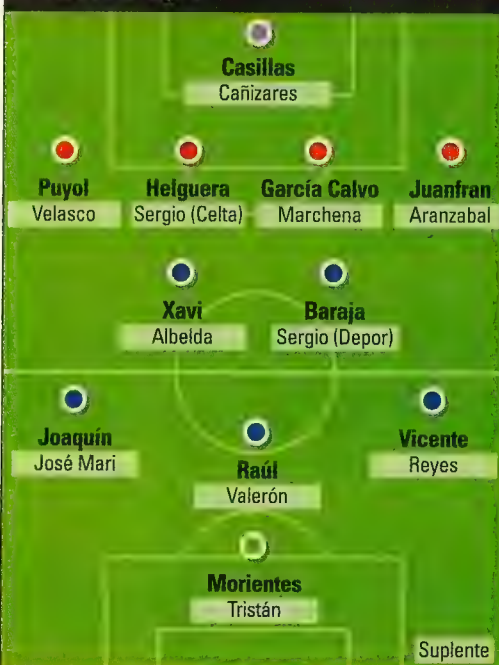 Casillas
Cañizares
Puyol Helguera García Calvo Juanfran
Velasco Sergio (Celta) Marchena Aranzabal
Xavi Baraja
Albelda Sergio (Depor)
Joaquín Vicente
José Mari Reyes
Raúl
Valerón
Morientes
Tristán
Suplente